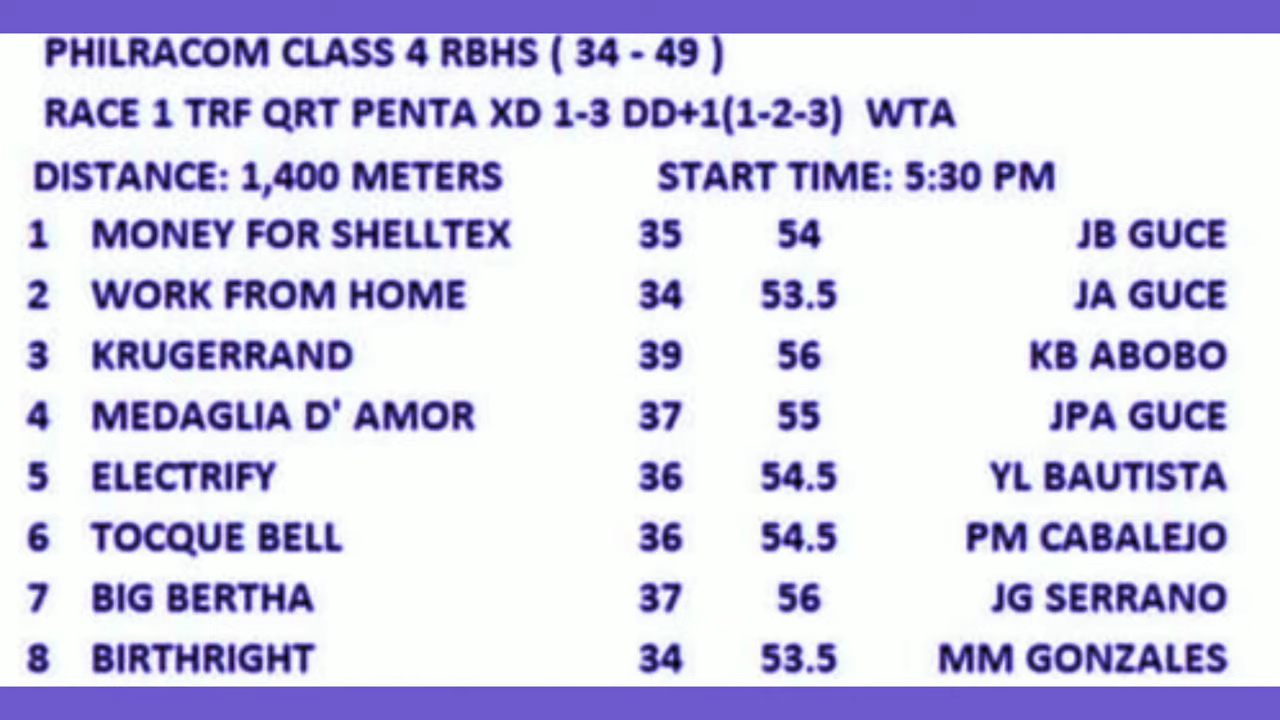 PHILRACOM CLASS 4 RBHS ( 34 - 49 )
RACE 1 TRF QRT PENTA XD 1-3 DD+1(1-2-3) WTA
DISTANCE: 1,400 METERS START TIME: 5:30 PM
1 MONEY FOR SHELLTEX 35 54 JB GUCE
2 WORK FROM HOME 34 53.5 JA GUCE
3 KRUGERRAND 39 56 KB ABOBO
4 MEDAGLIA D' AMOR 37 55 JPA GUCE
5 ELECTRIFY 36 54.5 YL BAUTISTA
6 TOCQUE BELL 36 54.5 PM CABALEJO
7 BIG BERTHA 37 56 JG SERRANO
8 BIRTHRIGHT 34 53.5 MM GONZALES